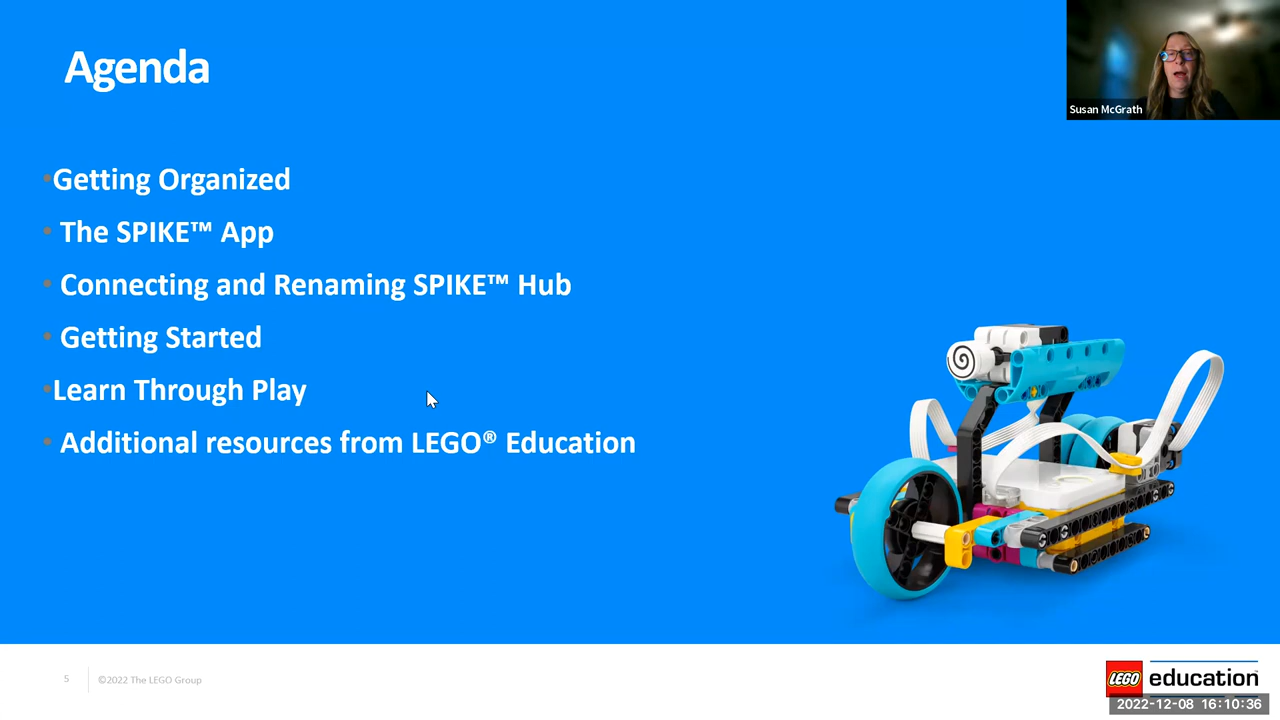 Agenda
Susan McGrath
•Getting Organized
• The SPIKE™ App
• Connecting and Renaming SPIKE™ Hub
• Getting Started
•Learn Through Play
• Additional resources from LEGO® Education
5
©2022 The LEGO Group
LEGO education™
2022-12-08 16:10:36